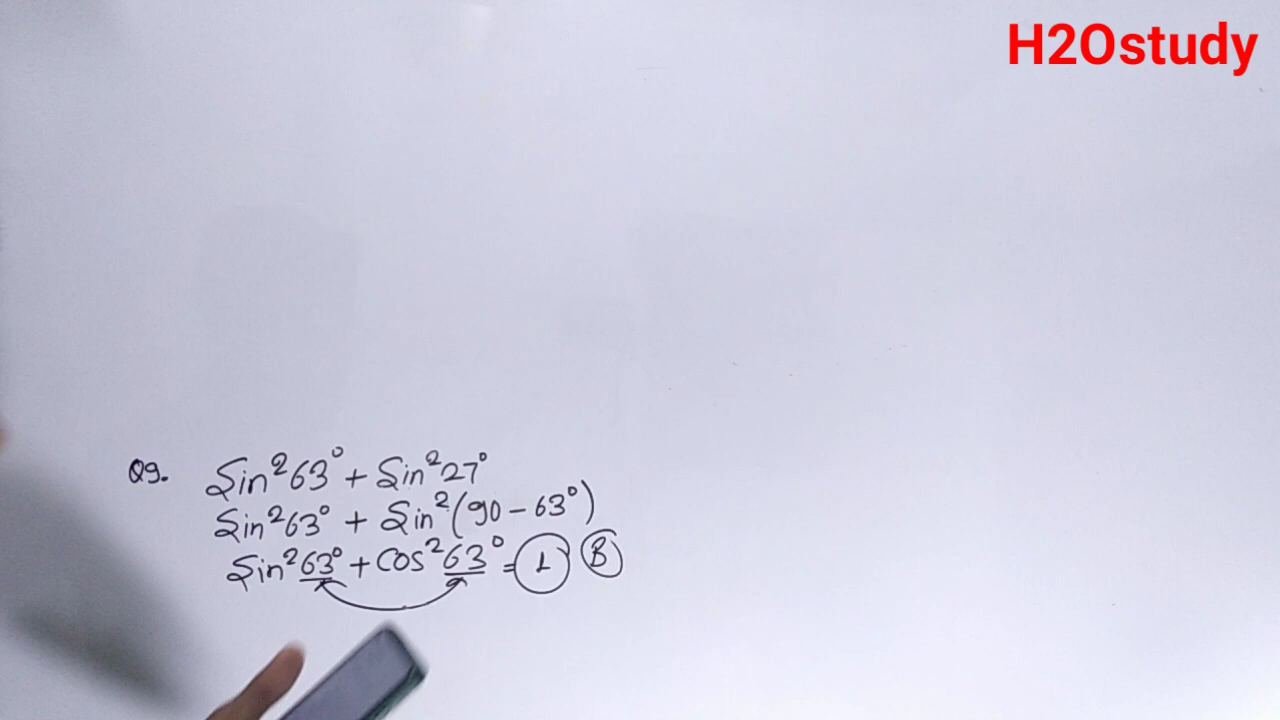 H2Ostudy
Q9. Sin²63° + Sin²27°
Sin²63° + Sin²(90 - 63°)
Sin²63° + Cos²63° = 1 B